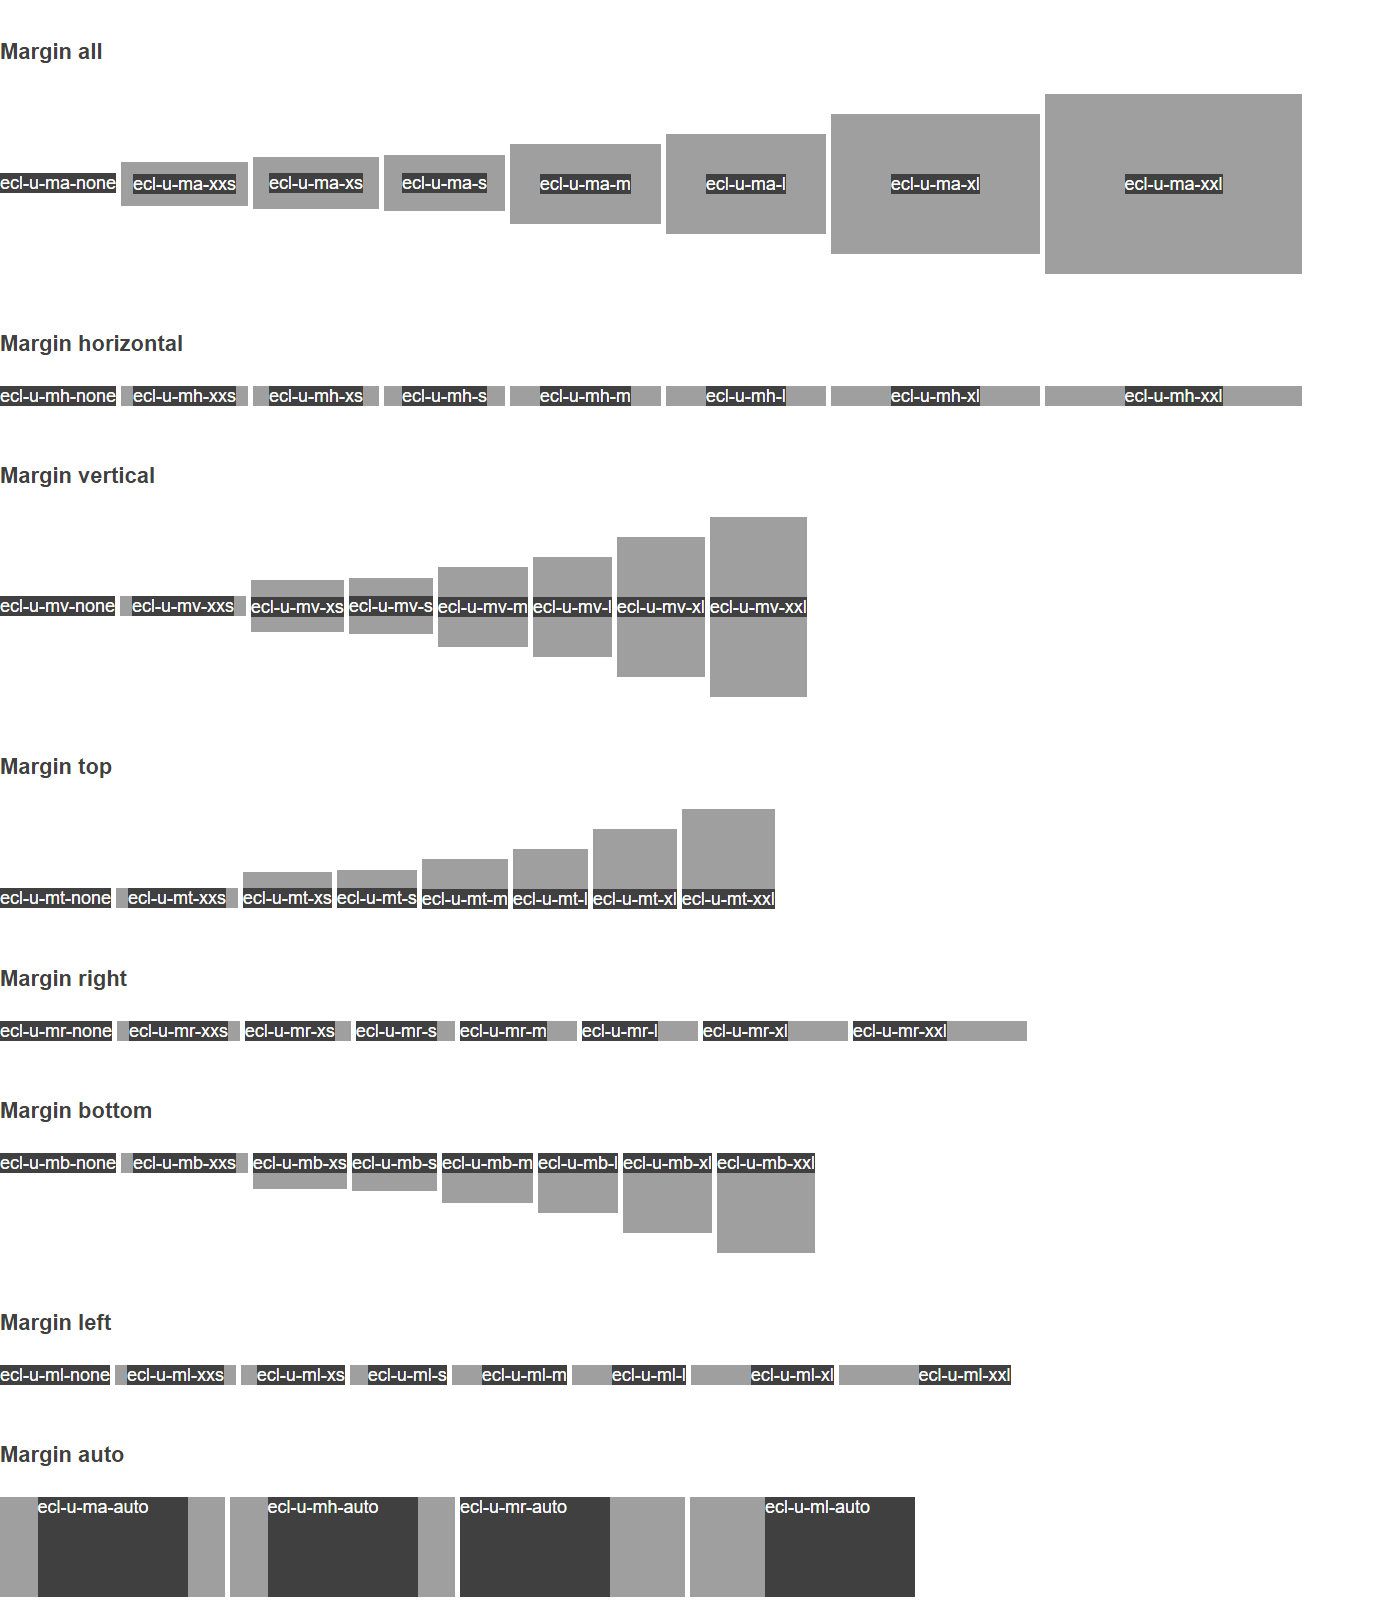 Margin all
ecl-u-ma-none ecl-u-ma-xxs ecl-u-ma-xs ecl-u-ma-s ecl-u-ma-m ecl-u-ma-l ecl-u-ma-xl ecl-u-ma-xxl
Margin horizontal
ecl-u-mh-none ecl-u-mh-xxs ecl-u-mh-xs ecl-u-mh-s ecl-u-mh-m ecl-u-mh-l ecl-u-mh-xl ecl-u-mh-xxl
Margin vertical
ecl-u-mv-none ecl-u-mv-xxs ecl-u-mv-xs ecl-u-mv-s ecl-u-mv-m ecl-u-mv-l ecl-u-mv-xl ecl-u-mv-xxl
Margin top
ecl-u-mt-none ecl-u-mt-xxs ecl-u-mt-xs ecl-u-mt-s ecl-u-mt-m ecl-u-mt-l ecl-u-mt-xl ecl-u-mt-xxl
Margin right
ecl-u-mr-none ecl-u-mr-xxs ecl-u-mr-xs ecl-u-mr-s ecl-u-mr-m ecl-u-mr-l ecl-u-mr-xl ecl-u-mr-xxl
Margin bottom
ecl-u-mb-none ecl-u-mb-xxs ecl-u-mb-xs ecl-u-mb-s ecl-u-mb-m ecl-u-mb-l ecl-u-mb-xl ecl-u-mb-xxl
Margin left
ecl-u-ml-none ecl-u-ml-xxs ecl-u-ml-xs ecl-u-ml-s ecl-u-ml-m ecl-u-ml-l ecl-u-ml-xl ecl-u-ml-xxl
Margin auto
ecl-u-ma-auto ecl-u-mh-auto ecl-u-mr-auto ecl-u-ml-auto